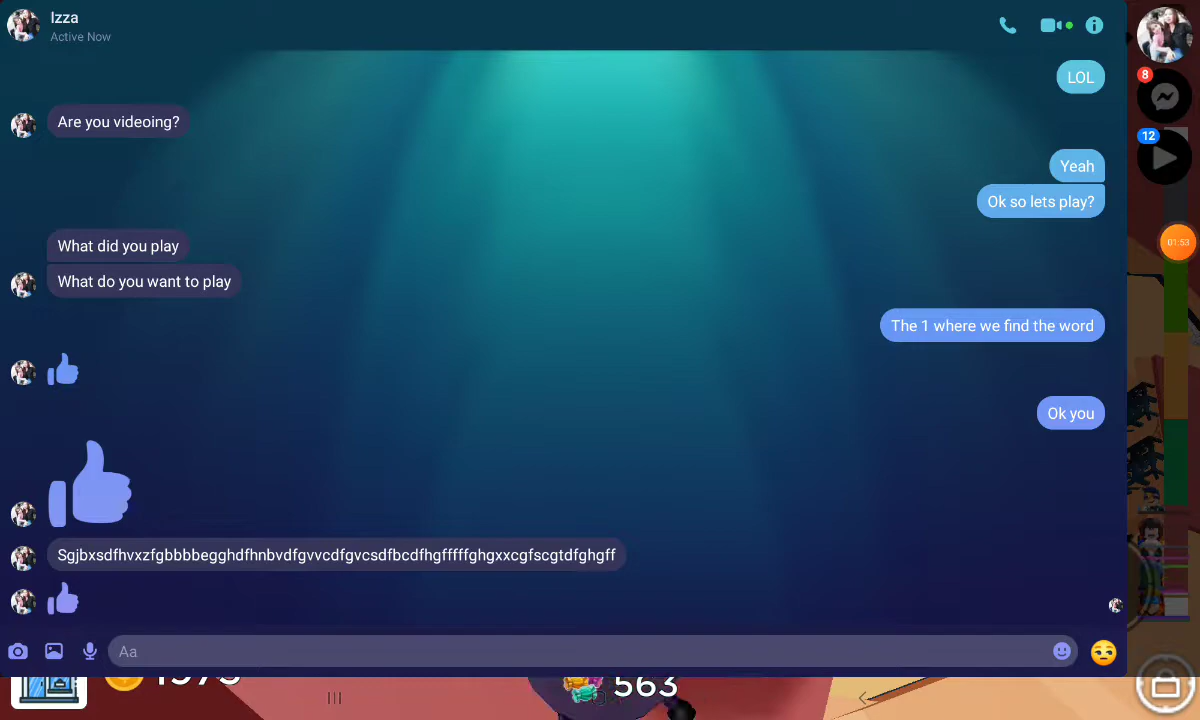 Izza
Active Now
LOL
8
Are you videoing?
12
Yeah
Ok so lets play?
What did you play
01:53
What do you want to play
The 1 where we find the word
Ok you
Sgjbxsdfhvxzfgbbbbegghdfhnbvdfgvvcdfgvcsdfbcdfhgfffffghgxxcgfscgtdfghgff
Aa
563